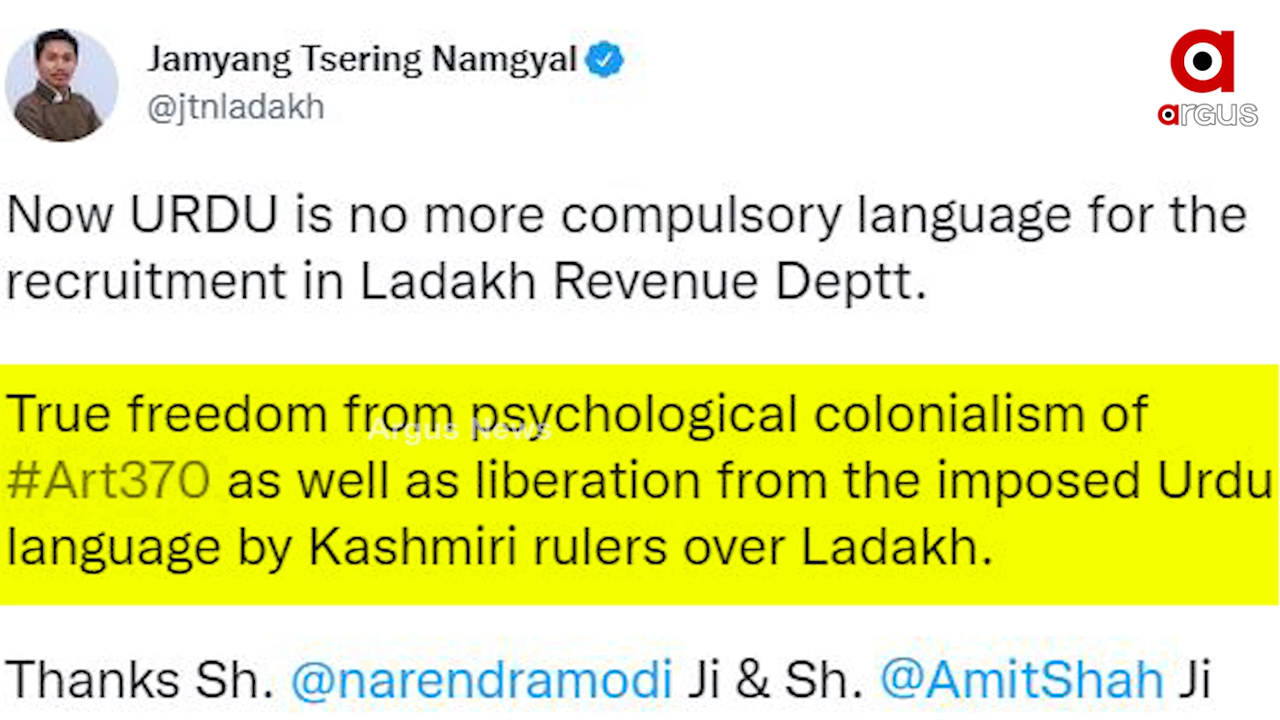 Jamyang Tsering Namgyal
@jtnladakh
argus
Now URDU is no more compulsory language for the
recruitment in Ladakh Revenue Deptt.
True freedom from psychological colonialism of
Argus News
#Art370 as well as liberation from the imposed Urdu
language by Kashmiri rulers over Ladakh.
Thanks Sh. @narendramodi Ji & Sh. @AmitShah Ji